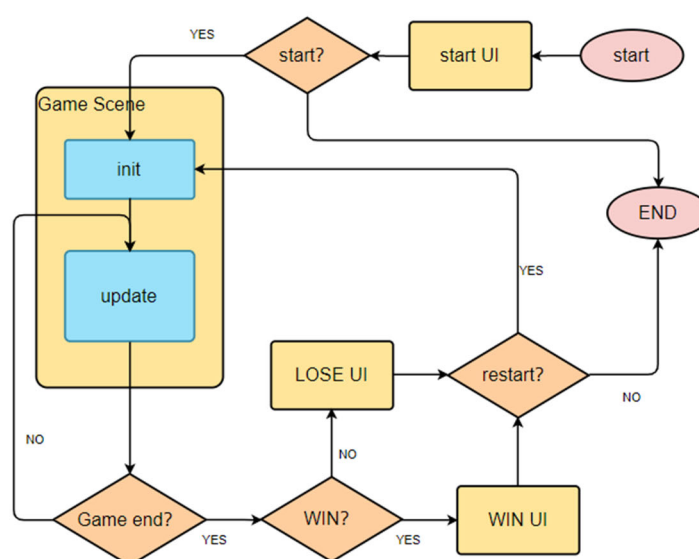 YES
start?
start UI
start
Game Scene
init
END
YES
update
LOSE UI
restart?
NO
NO
NO
Game end?
YES
WIN?
YES
WIN UI